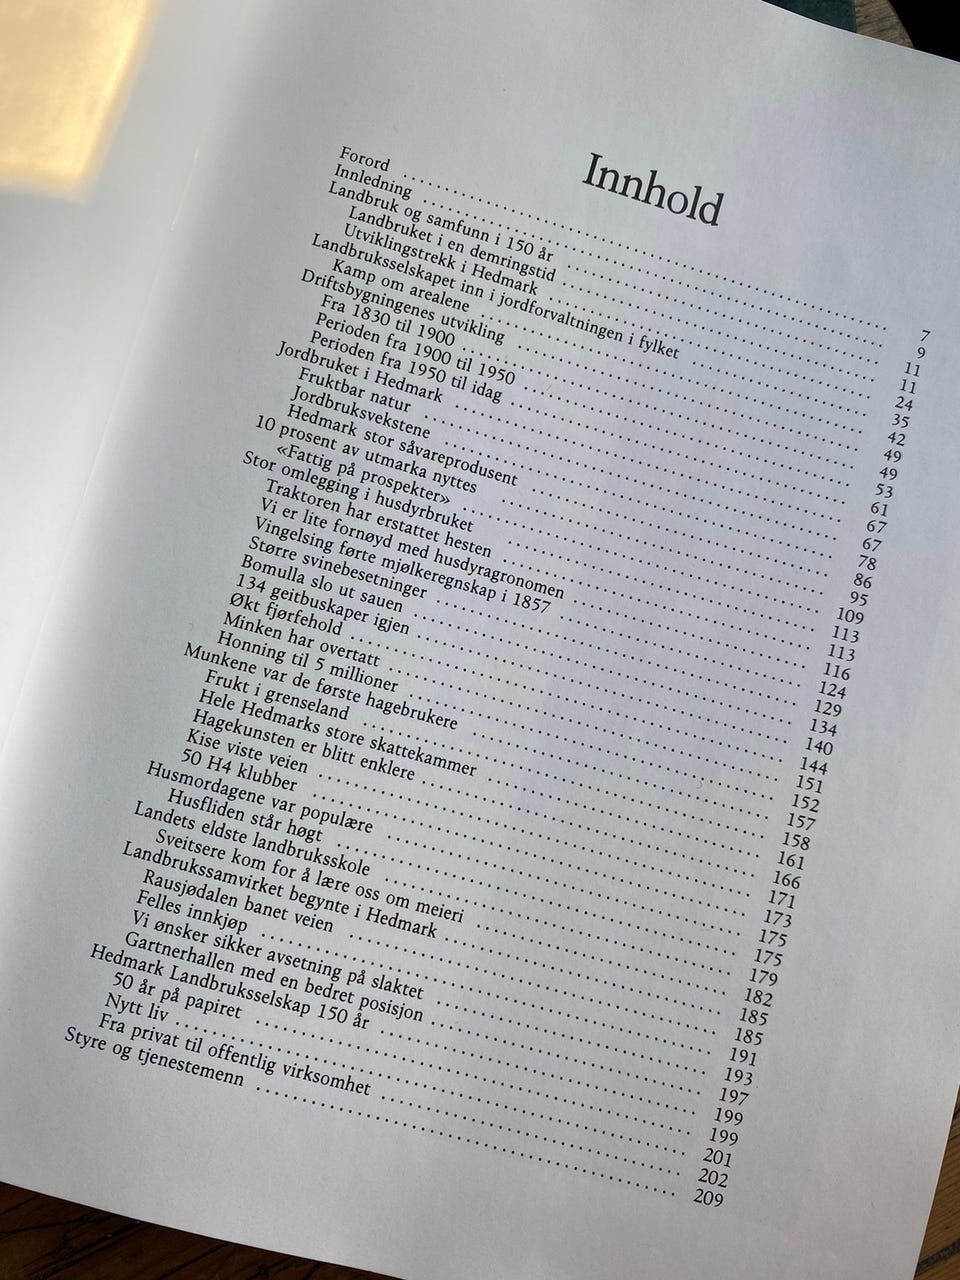 Innhold
Forord ........ 7
Innledning ........ 9
Landbruk og samfunn i 150 år ........ 11
Landbruket i en demringstid ........ 11
Utviklingstrekk i Hedmark ........ 24
Landbruksselskapet inn i jordforvaltningen i fylket ........ 35
Kamp om arealene ........ 42
Driftsbygningenes utvikling ........ 49
Fra 1830 til 1900 ........ 49
Perioden fra 1900 til 1950 ........ 53
Perioden fra 1950 til idag ........ 61
Jordbruket i Hedmark ........ 67
Fruktbar natur ........ 67
Jordbruksvekstene ........ 78
Hedmark stor såvareprodusent ........ 86
10 prosent av utmarka nyttes ........ 95
«Fattig på prospekter» ........ 109
Stor omlegging i husdyrbruket ........ 113
Traktoren har erstattet hesten ........ 113
Vi er lite fornøyd med husdyragronomen ........ 116
Vingelsing førte mjølkeregnskap i 1857 ........ 124
Større svinebesetninger ........ 129
Bomulla slo ut sauen ........ 134
134 geitbuskaper igjen ........ 140
Økt fjørfehold ........ 144
Minken har overtatt ........ 151
Honning til 5 millioner ........ 152
Munkene var de første hagebrukere ........ 157
Frukt i grenseland ........ 158
Hele Hedmarks store skattekammer ........ 161
Hagekunsten er blitt enklere ........ 166
Kise viste veien ........ 171
50 H4 klubber ........ 173
Husmordagene var populære ........ 175
Husfliden står høgt ........ 175
Landets eldste landbruksskole ........ 179
Sveitsere kom for å lære oss om meieri ........ 182
Landbrukssamvirket begynte i Hedmark ........ 185
Rausjødalen banet veien ........ 185
Felles innkjøp ........ 191
Vi ønsker sikker avsetning på slaktet ........ 193
Gartnerhallen med en bedret posisjon ........ 197
Hedmark Landbruksselskap 150 år ........ 199
50 år på papiret ........ 199
Nytt liv ........ 201
Fra privat til offentlig virksomhet ........ 202
Styre og tjenestemenn ........ 209